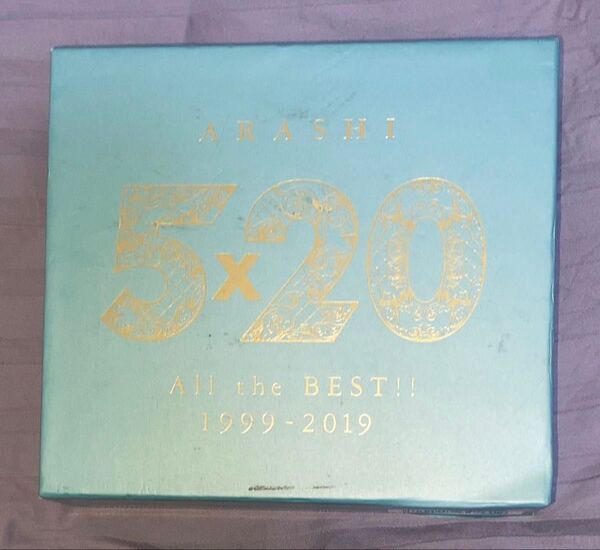 ARASHI
5x20
All the BEST!!
1999-2019